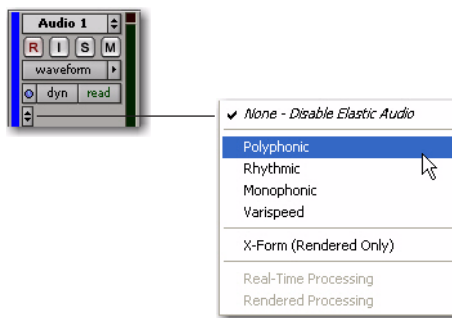 Audio 1
R I S M
waveform
dyn read
None - Disable Elastic Audio
Polyphonic
Rhythmic
Monophonic
Varispeed
X-Form (Rendered Only)
Real-Time Processing
Rendered Processing